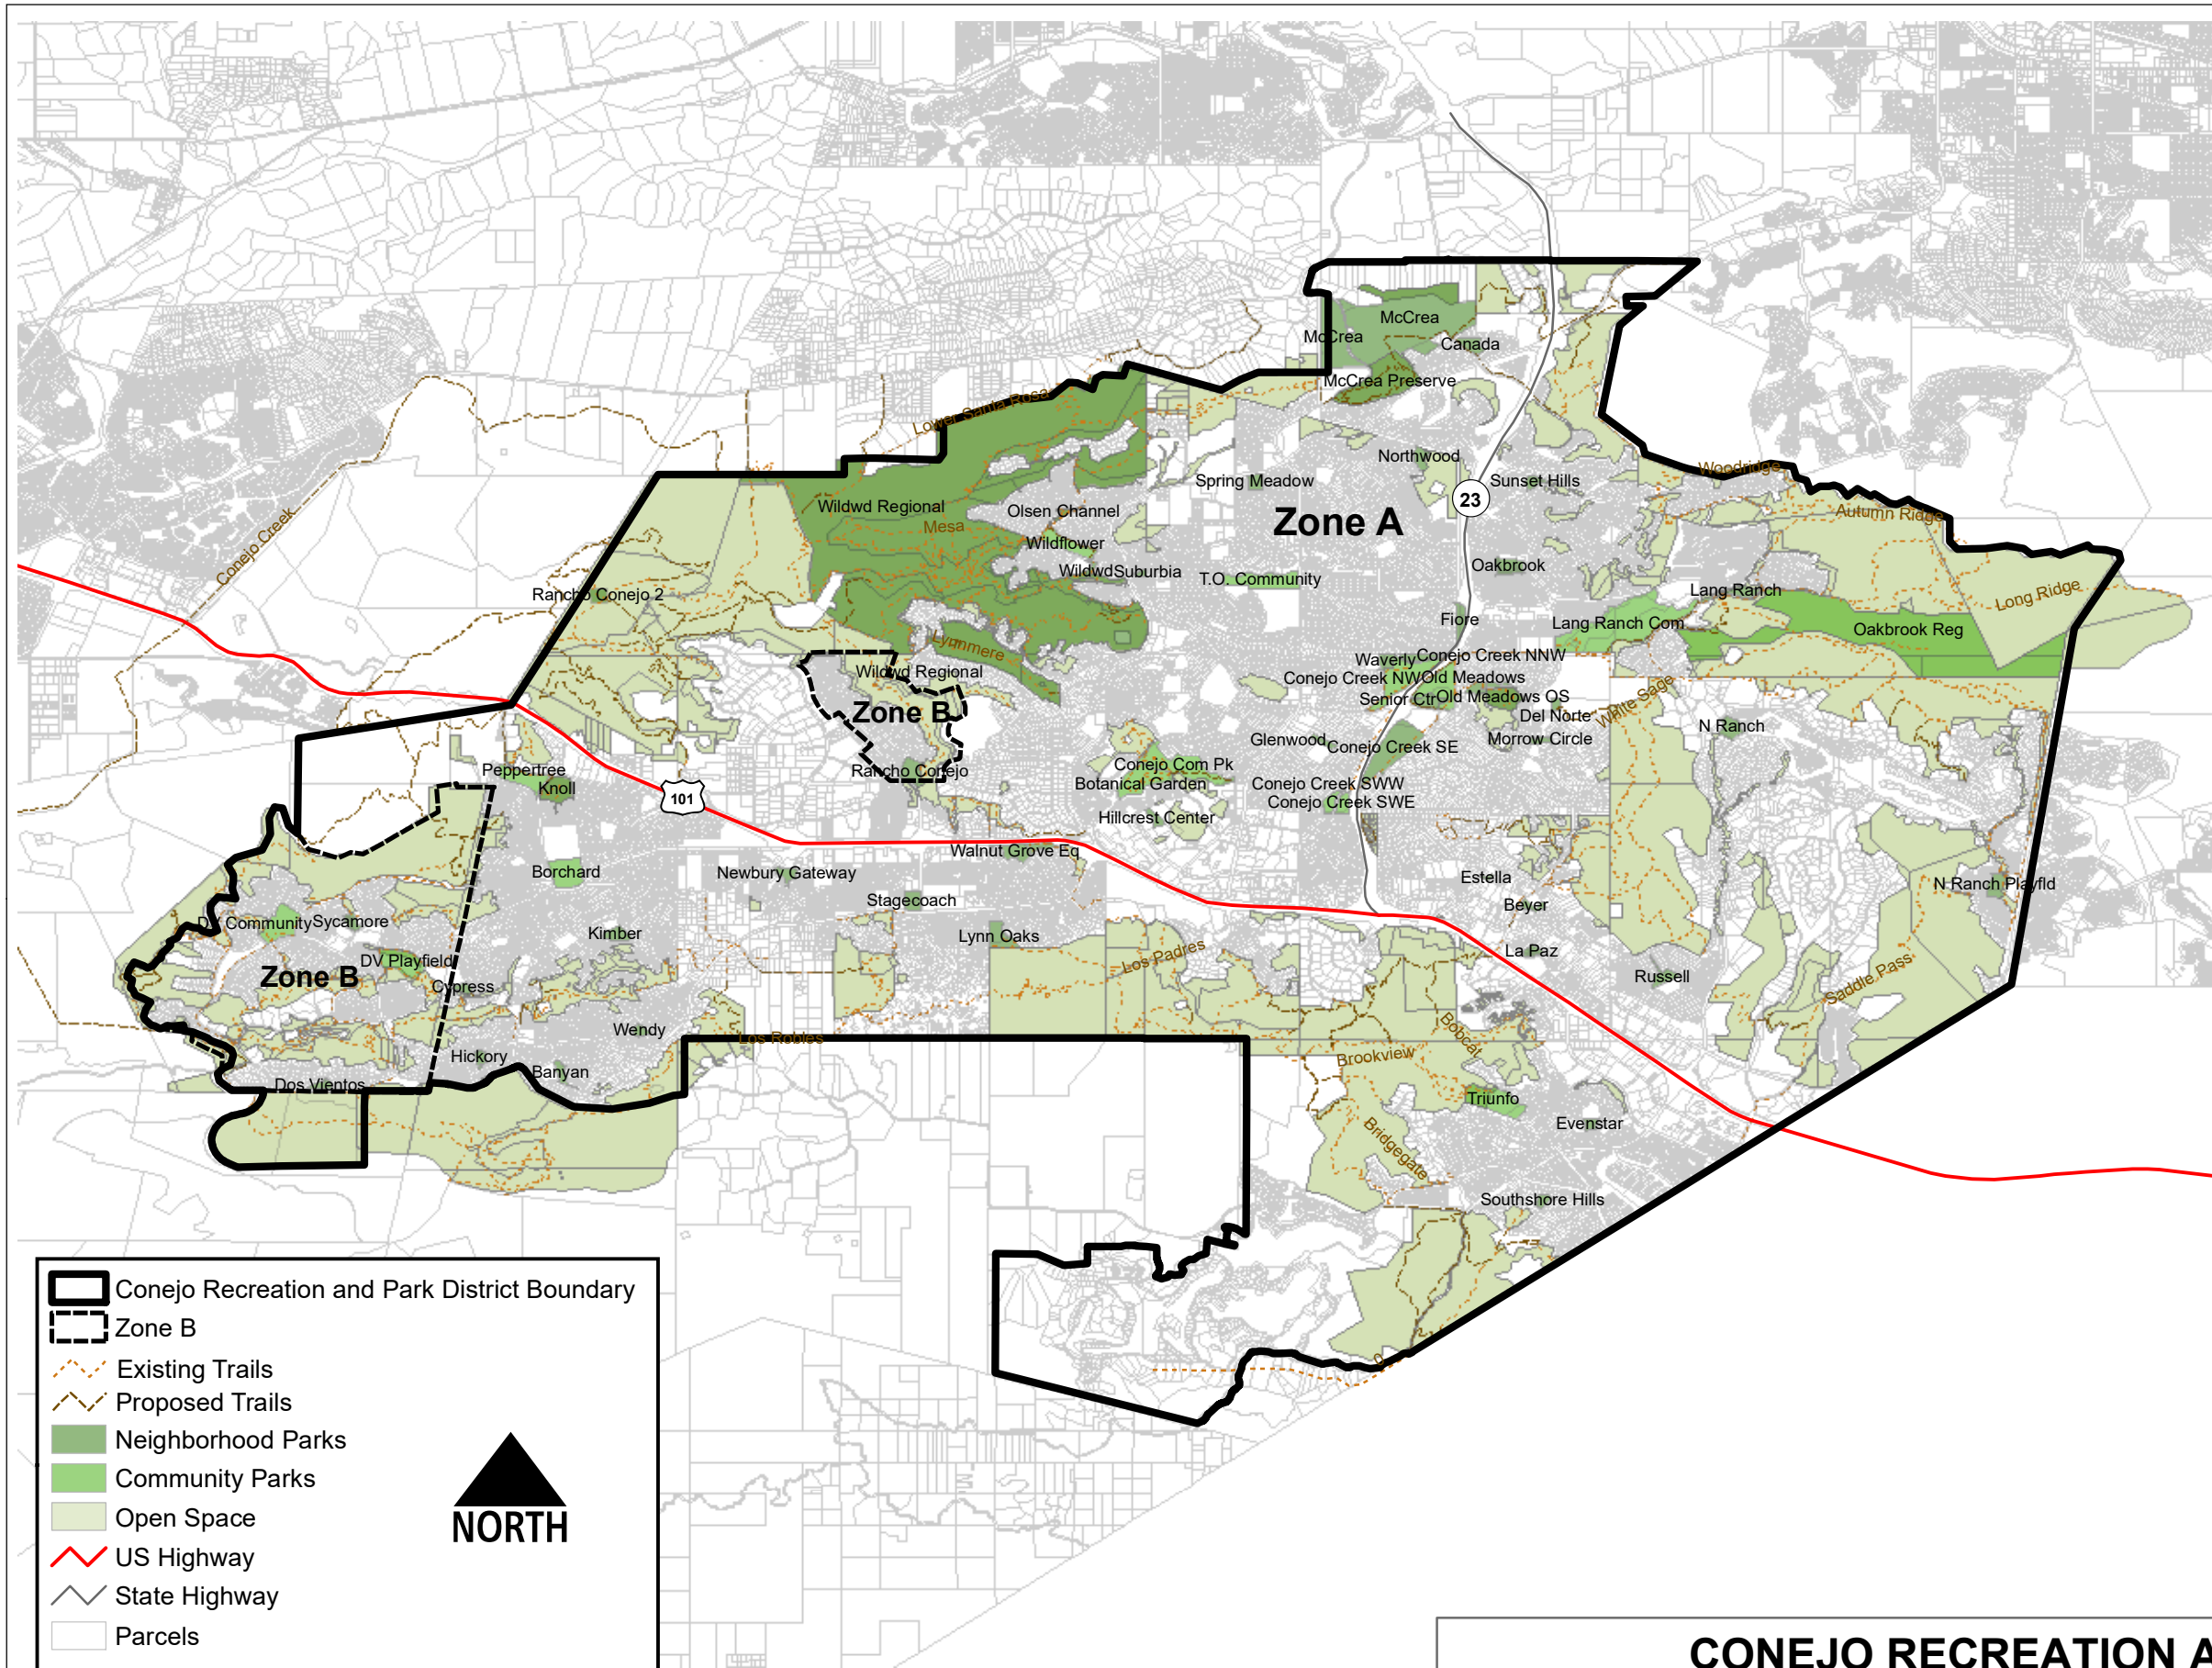 McCrea
McCrea
Canada
McCrea Preserve
Lower Santa Rosa
Northwood
Woodridge
Spring Meadow
Sunset Hills
23
Wildwd Regional
Olsen Channel
Zone A
Autumn Ridge
Mesa
Conejo Creek
Wildflower
Wildwd
Suburbia
T.O. Community
Oakbrook
Rancho Conejo 2
Lang Ranch
Long Ridge
Fiore
Lang Ranch Com
Oakbrook Reg
Lynnmere
Waverly
Conejo Creek NNW
Wildwd Regional
Conejo Creek NW
Old Meadows
Senior Ctr
Old Meadows OS
White Sage
Zone B
Del Norte
N Ranch
Glenwood
Conejo Creek SE
Morrow Circle
Peppertree
Rancho Conejo
Conejo Com Pk
Knoll
Botanical Garden
Conejo Creek SWW
101
Conejo Creek SWE
Hillcrest Center
Walnut Grove Eq
Borchard
Newbury Gateway
Estella
N Ranch Playfld
Stagecoach
Beyer
DV Community
Sycamore
Kimber
Lynn Oaks
Los Padres
La Paz
DV Playfield
Zone B
Cypress
Russell
Saddle Pass
Wendy
Los Robles
Bobcat
Hickory
Brookview
Banyan
Dos Vientos
Triunfo
Evenstar
Bridgegate
Southshore Hills
Conejo Recreation and Park District Boundary
Zone B
Existing Trails
Proposed Trails
Neighborhood Parks
Community Parks
Open Space
US Highway
State Highway
Parcels
NORTH
CONEJO RECREATION A